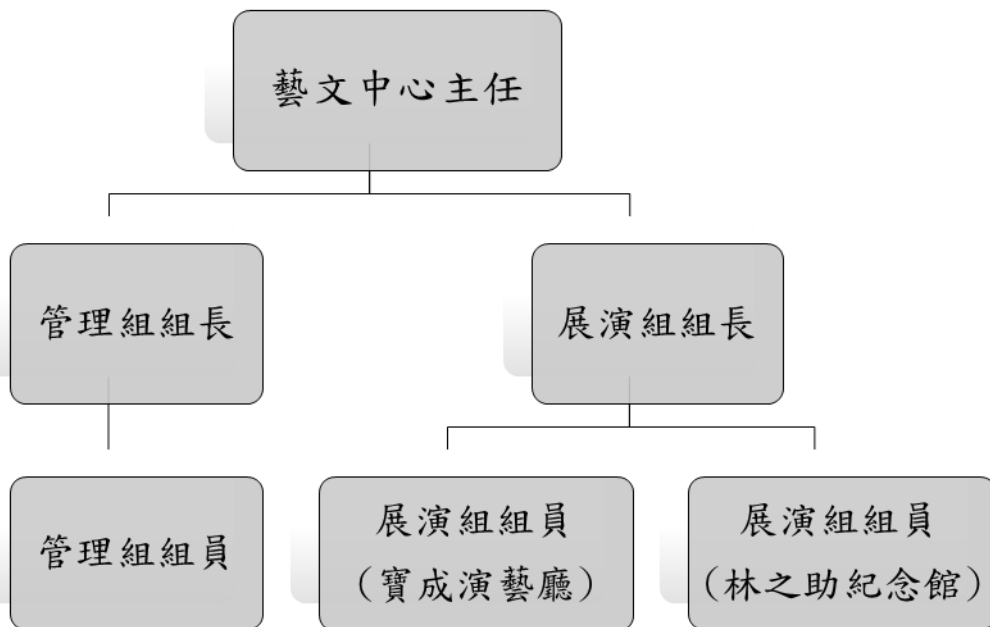 藝文中心主任
管理組組長
展演組組長
管理組組員
展演組組員
（寶成演藝廳）
展演組組員
（林之助紀念館）